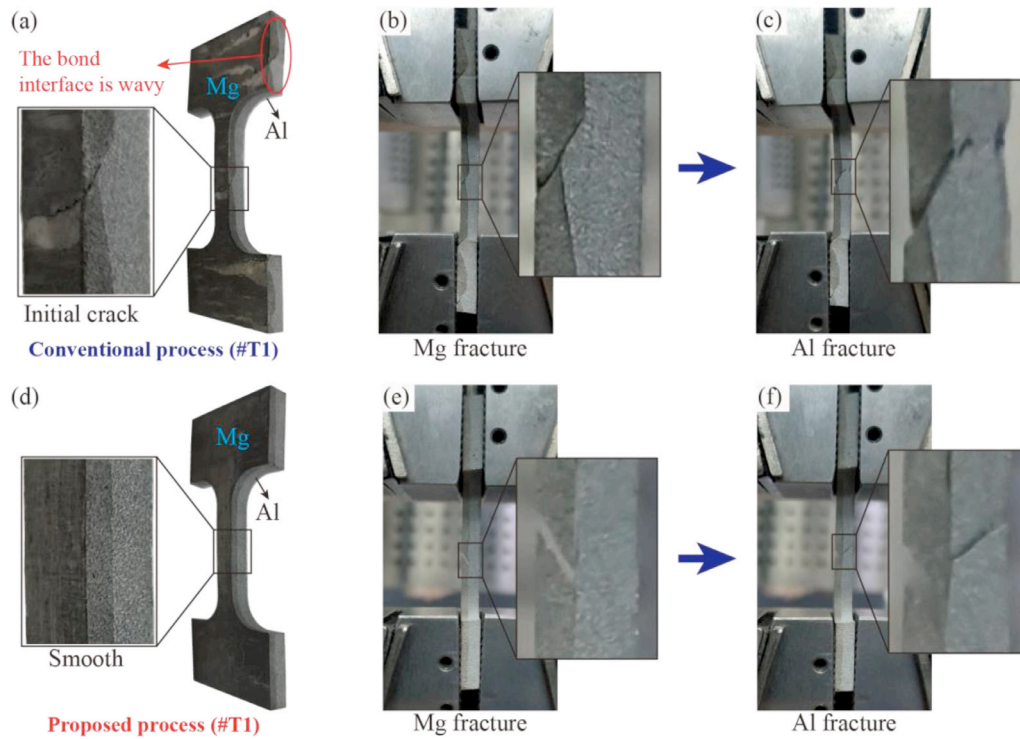 (a)
The bond
interface is wavy
Mg
Al
Initial crack
Conventional process (#T1)
(b)
Mg fracture
(c)
Al fracture
(d)
Mg
Al
Smooth
Proposed process (#T1)
(e)
Mg fracture
(f)
Al fracture